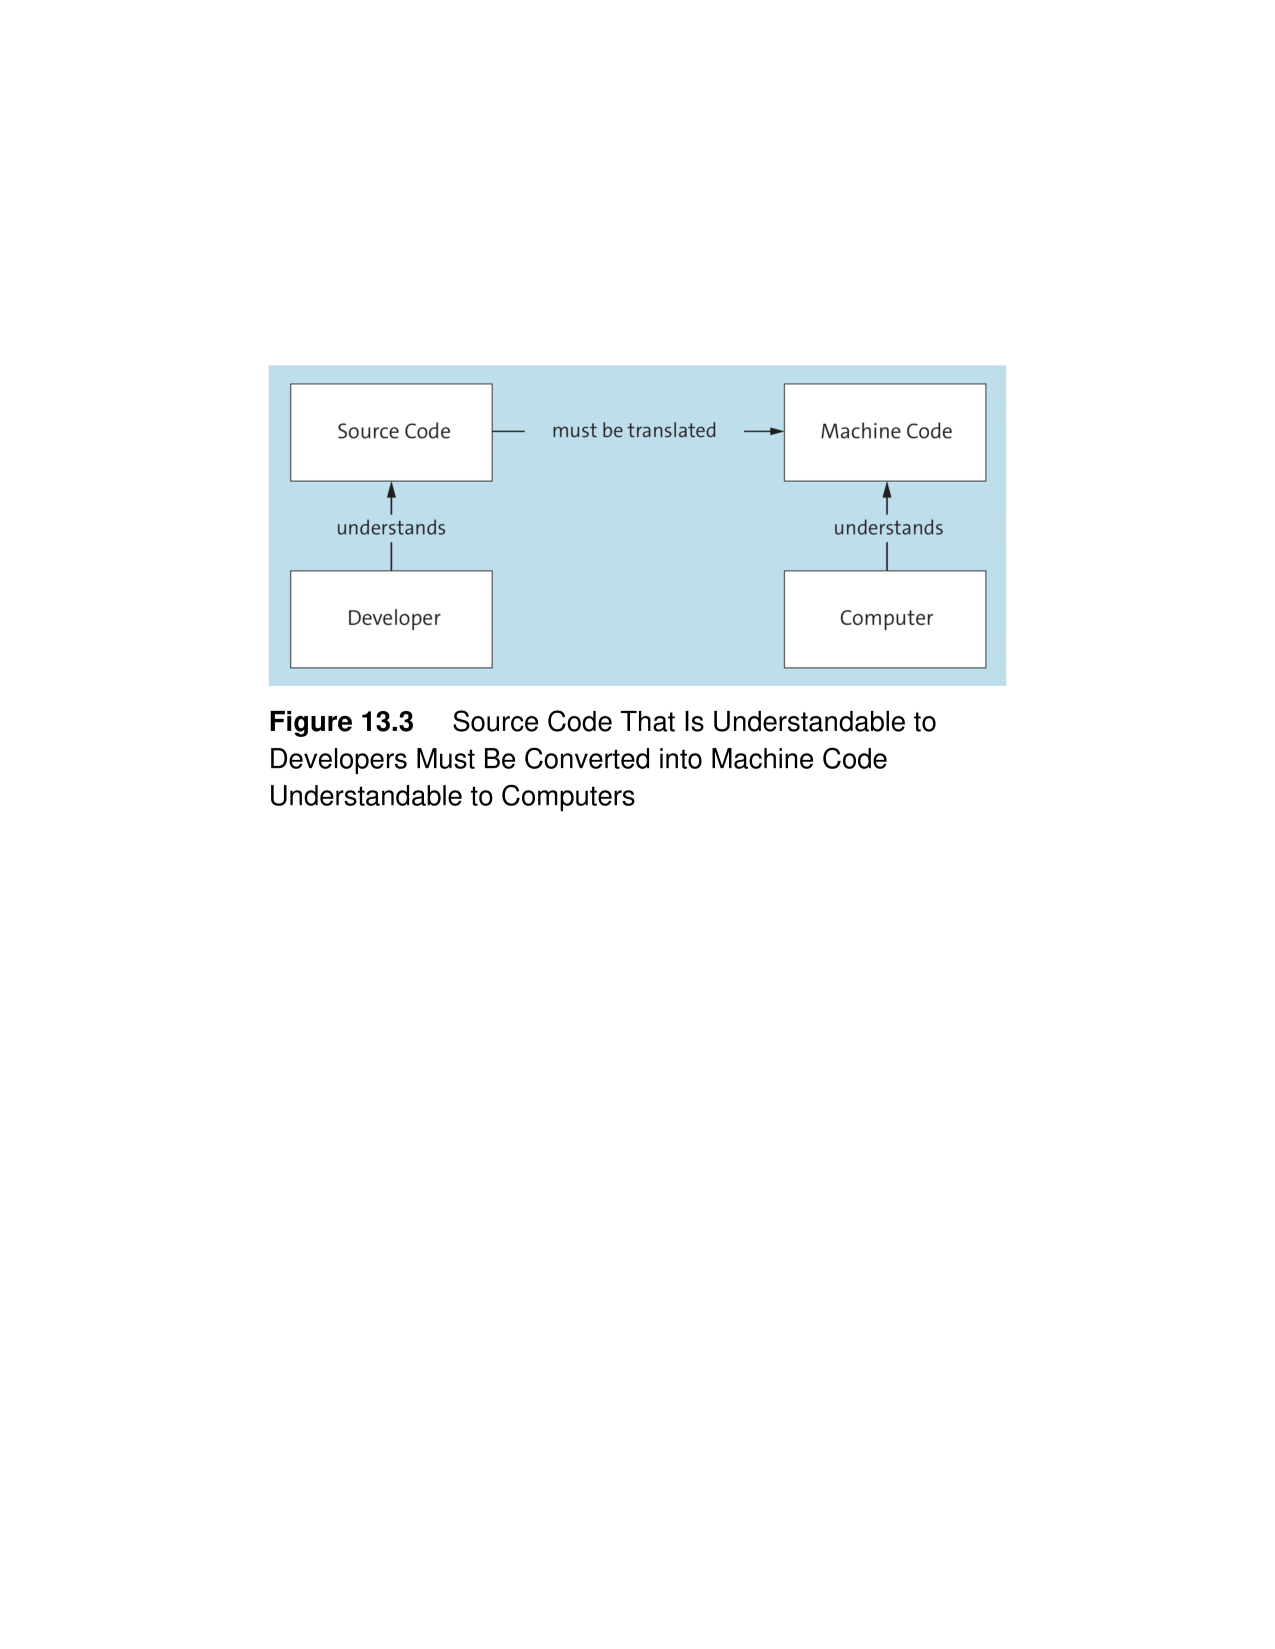 Source Code
must be translated
Machine Code
understands
understands
Developer
Computer
Figure 13.3 Source Code That Is Understandable to
Developers Must Be Converted into Machine Code
Understandable to Computers